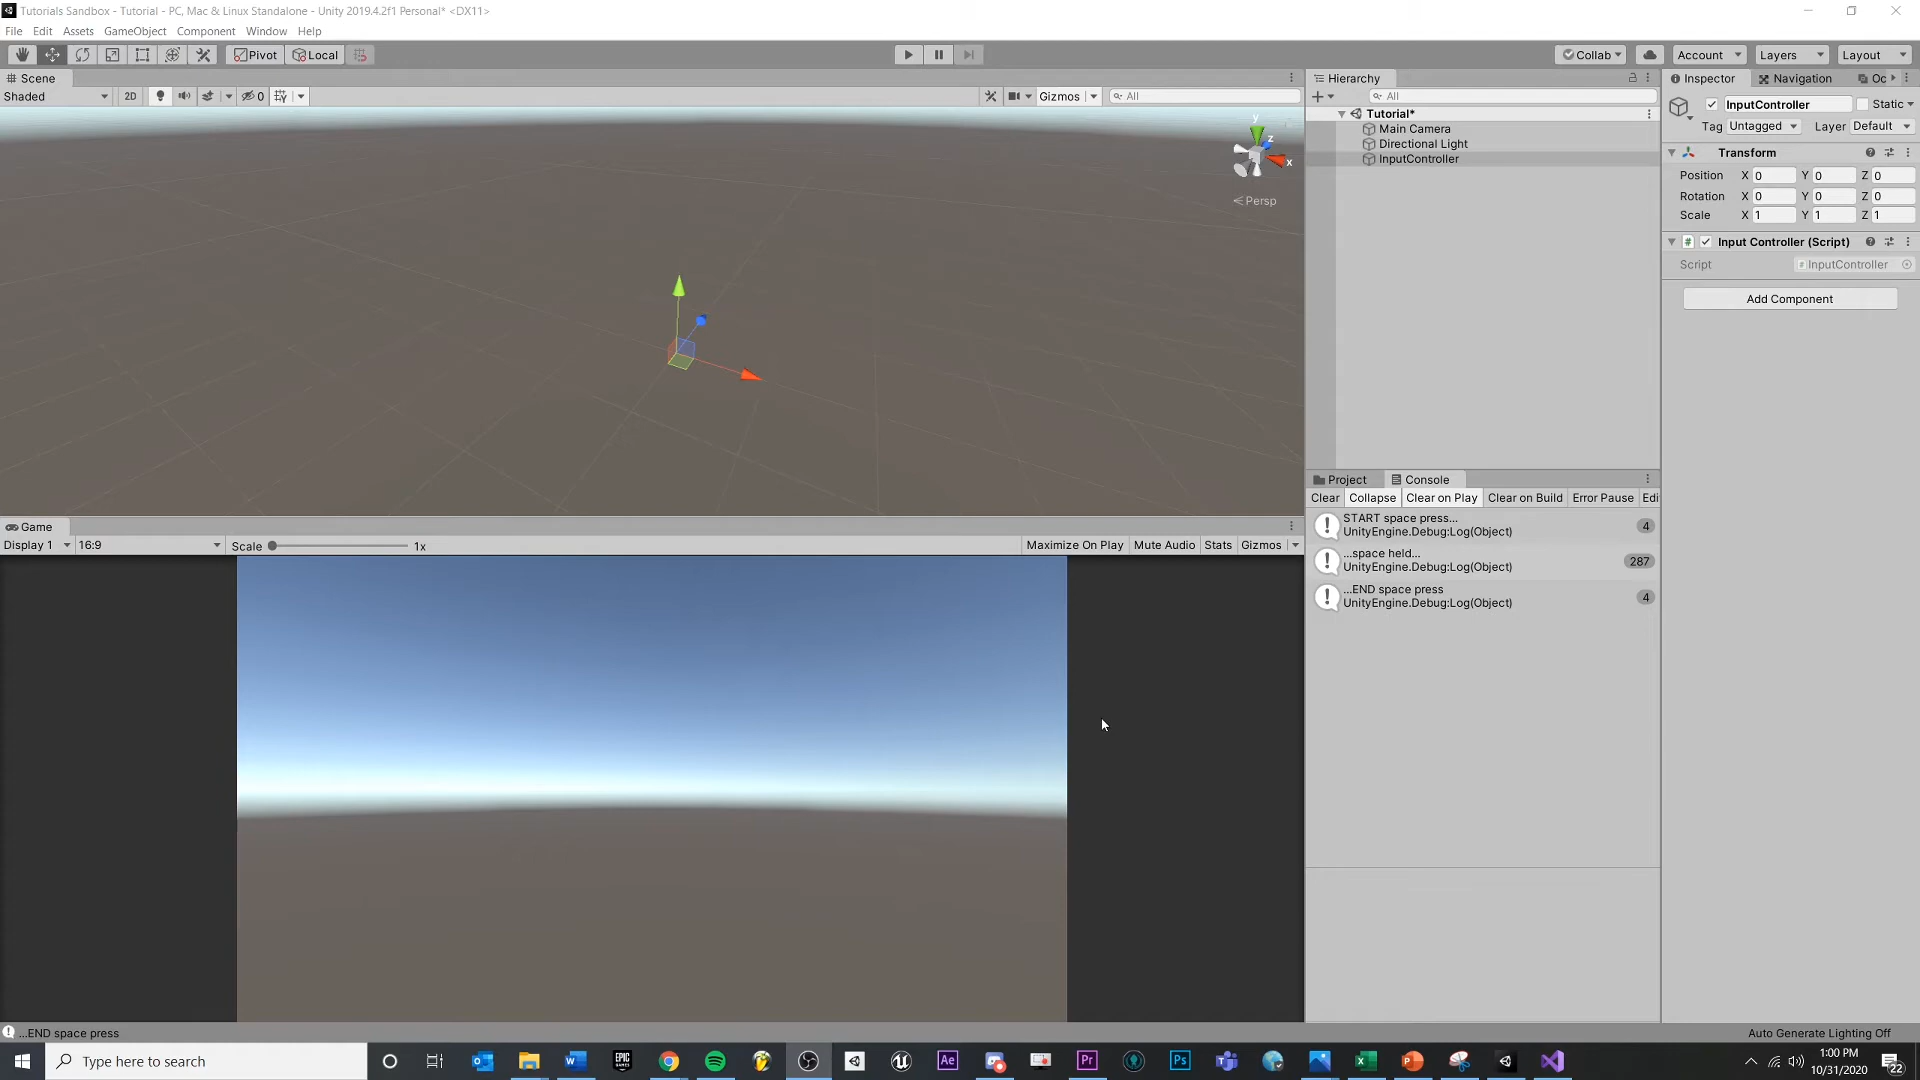 Tutorials Sandbox - Tutorial - PC, Mac & Linux Standalone - Unity 2019.4.2f1 Personal* <DX11>
File Edit Assets GameObject Component Window Help
Pivot Local Collab Account Layers Layout
Scene
Shaded 2D 0 Gizmos All
y
z
x
Persp
Hierarchy
All
Tutorial*
Main Camera
Directional Light
InputController
Inspector Navigation Oc
InputController Static
Tag Untagged Layer Default
Transform
Position X 0 Y 0 Z 0
Rotation X 0 Y 0 Z 0
Scale X 1 Y 1 Z 1
Input Controller (Script)
Script InputController
Add Component
Game
Display 1 16:9 Scale 1x Maximize On Play Mute Audio Stats Gizmos
Project Console
Clear Collapse Clear on Play Clear on Build Error Pause Edi
START space press...
UnityEngine.Debug:Log(Object)
4
...space held...
UnityEngine.Debug:Log(Object)
287
...END space press
UnityEngine.Debug:Log(Object)
4
...END space press
Auto Generate Lighting Off
Type here to search
EPIC GAMES
Ae
Pr
Ps
1:00 PM
10/31/2020
22